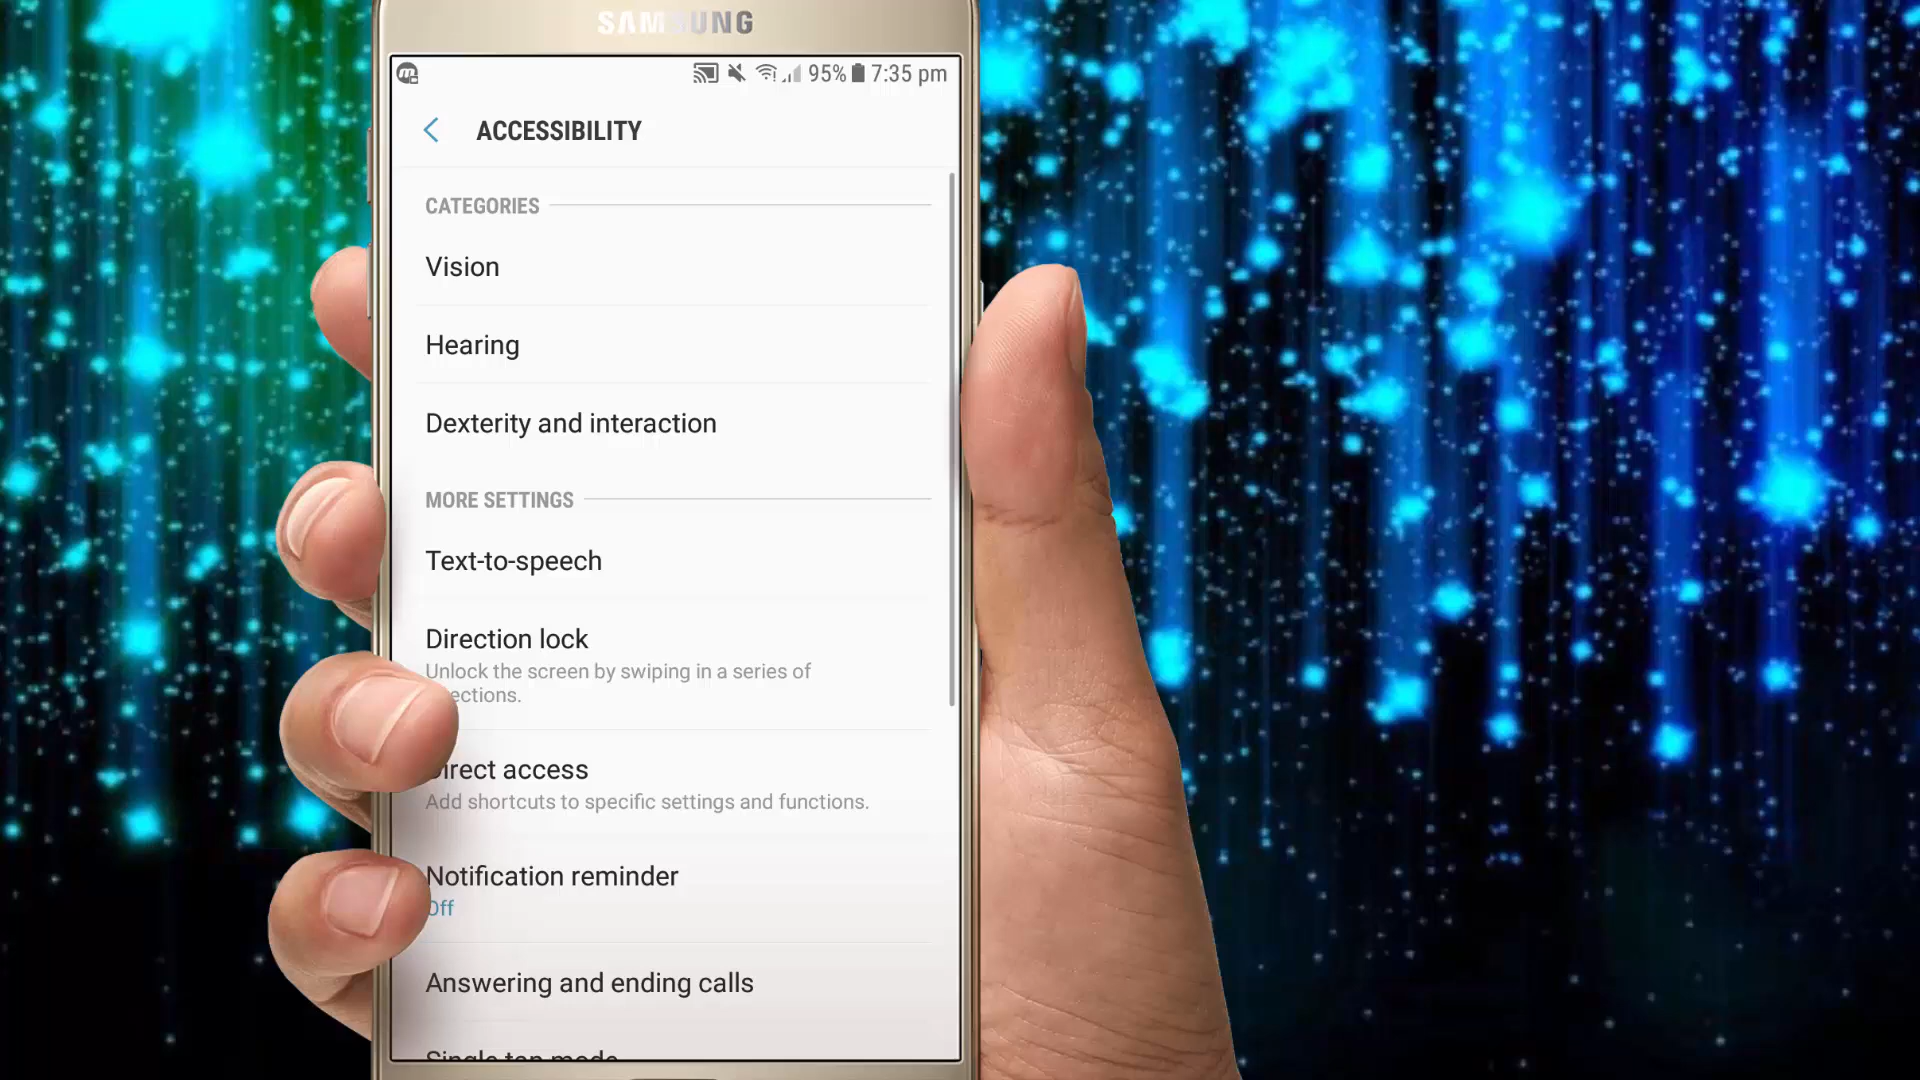 SAMSUNG
95% 7:35 pm
ACCESSIBILITY
CATEGORIES
Vision
Hearing
Dexterity and interaction
MORE SETTINGS
Text-to-speech
Direction lock
Unlock the screen by swiping in a series of
ections.
Direct access
Add shortcuts to specific settings and functions.
Notification reminder
Off
Answering and ending calls
Single tap mode